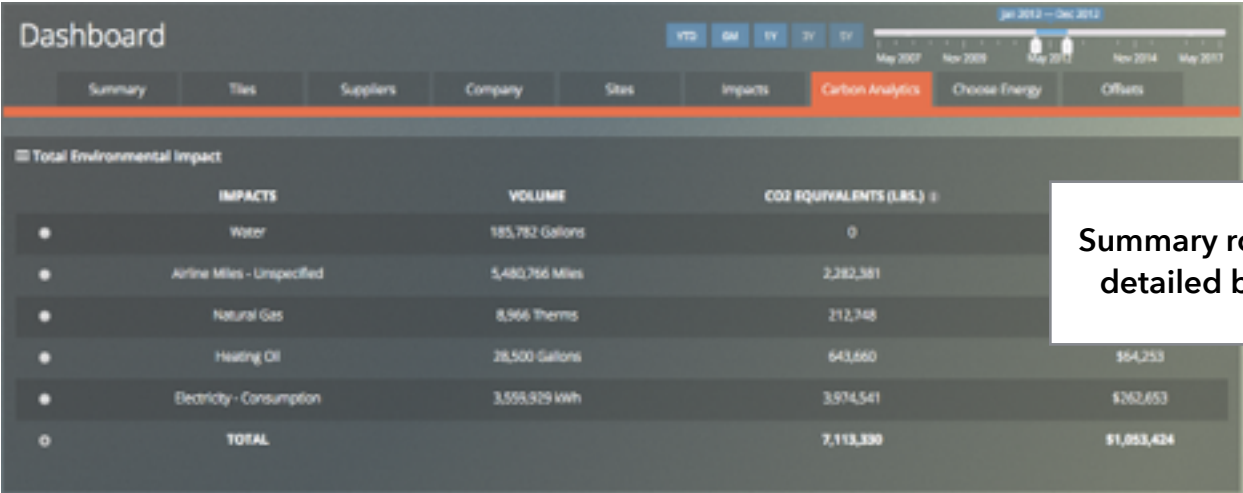 Jan 2012 — Dec 2012
Dashboard
YTD 6M 1Y 3Y 5Y
May 2007 Nov 2009 May 2012 Nov 2014 May 2017
Summary Tiles Suppliers Company Sites Impacts Carbon Analytics Choose Energy Offsets
Total Environmental Impact
IMPACTS VOLUME CO2 EQUIVALENTS (LBS.)
Water 185,782 Gallons 0
Airline Miles - Unspecified 5,480,766 Miles 2,282,381
Natural Gas 8,966 Therms 212,748
Heating Oil 28,500 Gallons 643,660 $64,253
Electricity - Consumption 3,559,929 kWh 3,974,541 $262,653
TOTAL 7,113,330 $1,053,424
Summary
detailed